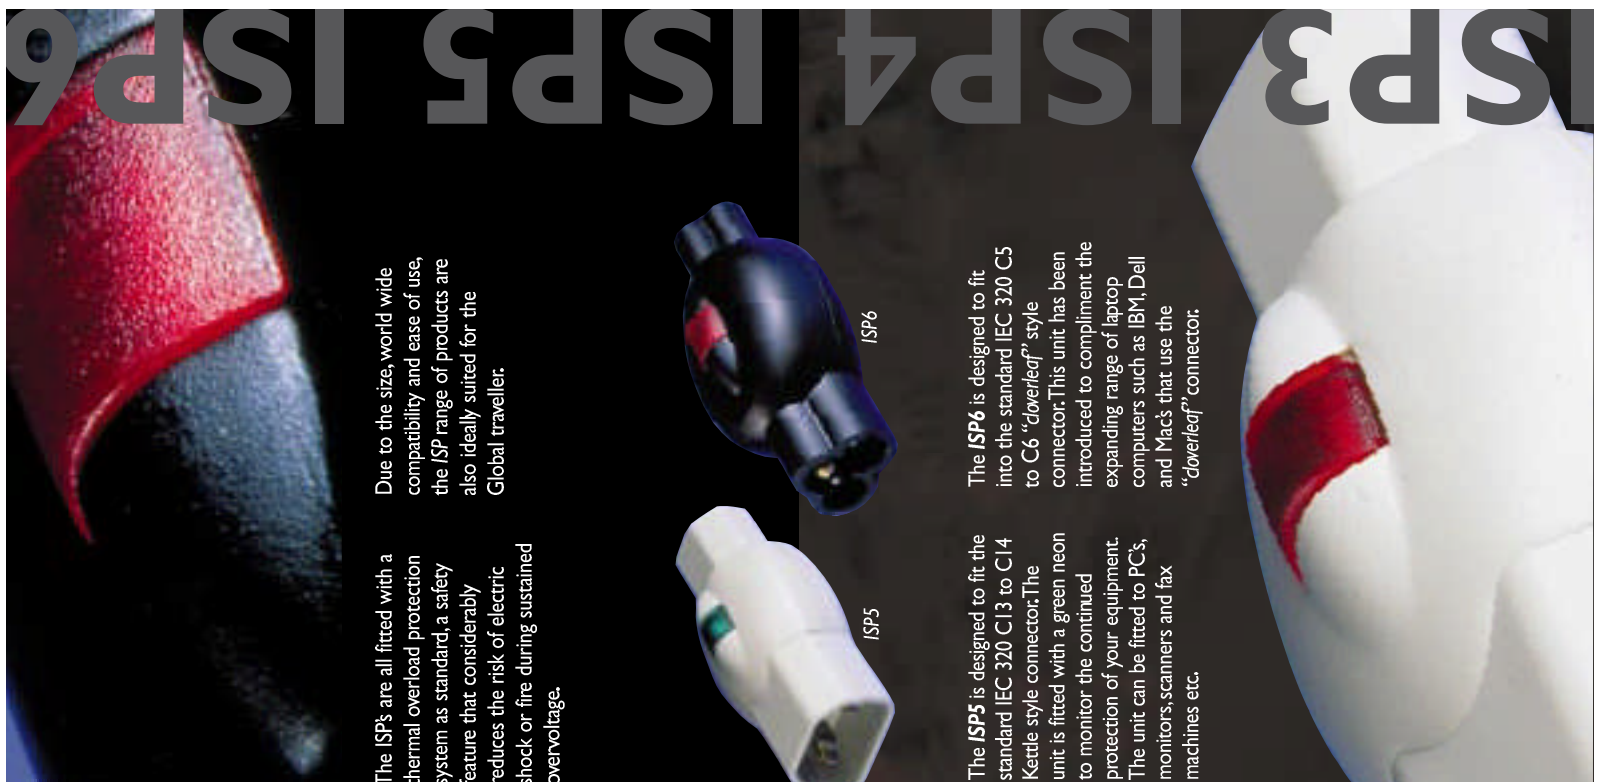 ISP3 ISP4 ISP5 ISP6
The ISP's are all fitted with a
thermal overload protection
system as standard, a safety
feature that considerably
reduces the risk of electric
shock or fire during sustained
overvoltage.
Due to the size, world wide
compatibility and ease of use,
the ISP range of products are
also ideally suited for the
Global traveller.
ISP5
ISP6
The ISP5 is designed to fit the
standard IEC 320 C13 to C14
Kettle style connector. The
unit is fitted with a green neon
to monitor the continued
protection of your equipment.
The unit can be fitted to PC's,
monitors, scanners and fax
machines etc.
The ISP6 is designed to fit
into the standard IEC 320 C5
to C6 “cloverleaf” style
connector. This unit has been
introduced to compliment the
expanding range of laptop
computers such as IBM, Dell
and Mac's that use the
“cloverleaf” connector.